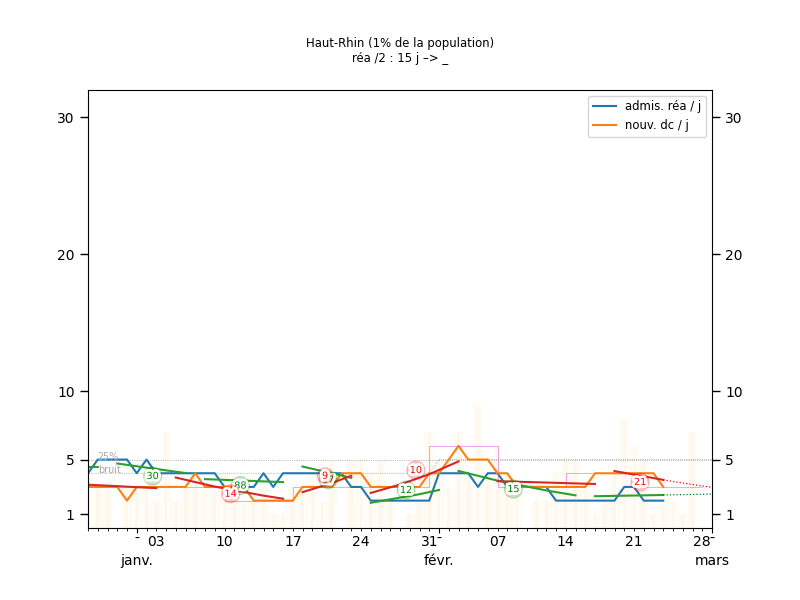 Haut-Rhin (1% de la population)
réa /2 : 15 j –> _
admis. réa / j
nouv. dc / j
30 30
20 20
10 10
5 5
1 1
25%
bruit
30
14
38
9
12
10
15
21
03 10 17 24 31 07 14 21 28
janv. févr. mars